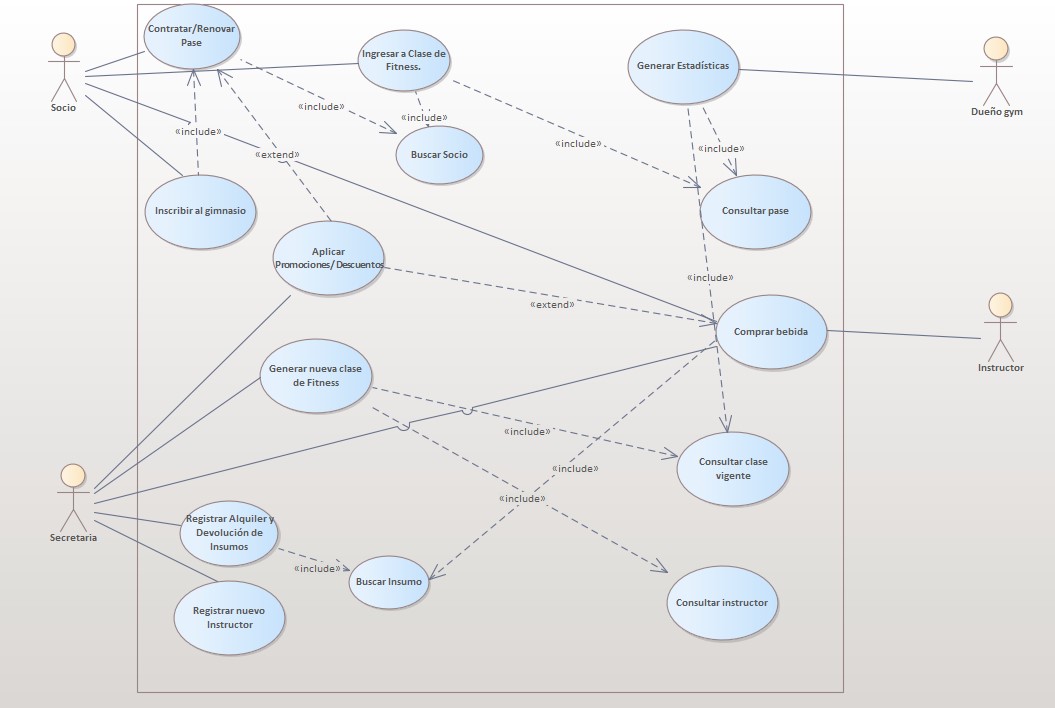 Contratar/Renovar
Pase
Ingresar a Clase de
Fitness.
Generar Estadísticas
Socio
Dueño gym
«include»
«include»
«include»
«include»
«include»
«extend»
Buscar Socio
Inscribir al gimnasio
Consultar pase
Aplicar
Promociones/Descuentos
«include»
«extend»
Comprar bebida
Instructor
Generar nueva clase
de Fitness
«include»
«include»
Consultar clase
vigente
«include»
Secretaria
Registrar Alquiler y
Devolución de
Insumos
«include»
Buscar Insumo
Consultar instructor
Registrar nuevo
Instructor